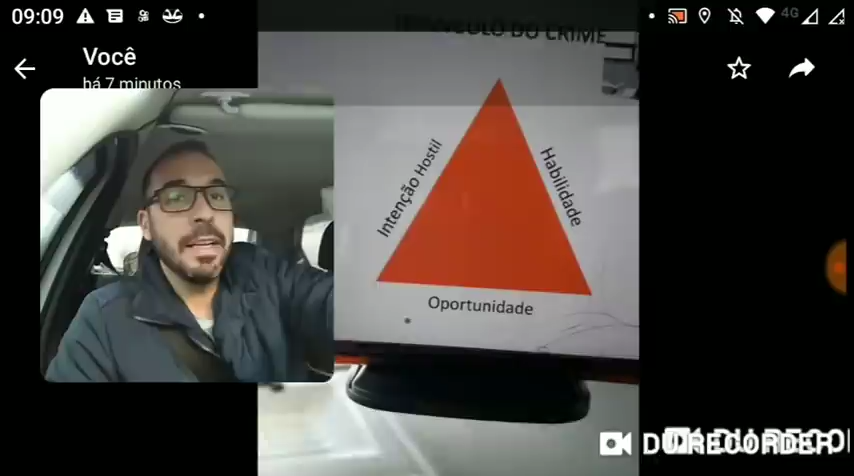 09:09
4G
Você
há 7 minutos
DO CRIME
Intenção Hostil
Habilidade
Oportunidade
DU RECORDER